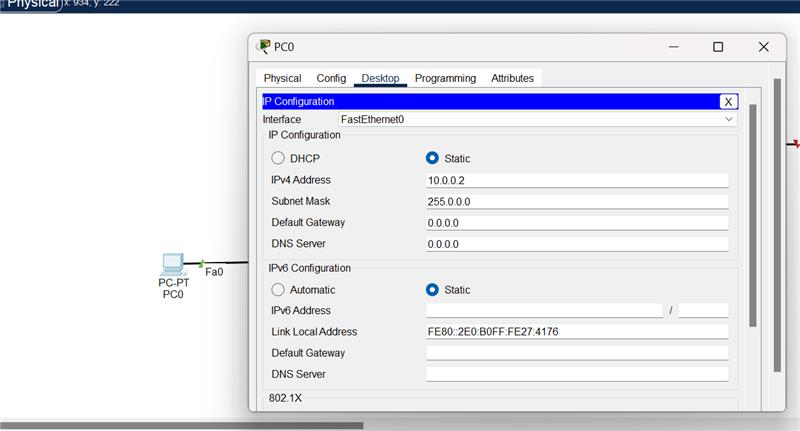 Physical x: 934, y: 222
PC0
Physical Config Desktop Programming Attributes
IP Configuration X
Interface FastEthernet0
IP Configuration
DHCP Static
IPv4 Address 10.0.0.2
Subnet Mask 255.0.0.0
Default Gateway 0.0.0.0
DNS Server 0.0.0.0
IPv6 Configuration
Automatic Static
IPv6 Address /
Link Local Address FE80::2E0:B0FF:FE27:4176
Default Gateway
DNS Server
802.1X
Fa0
PC-PT
PC0